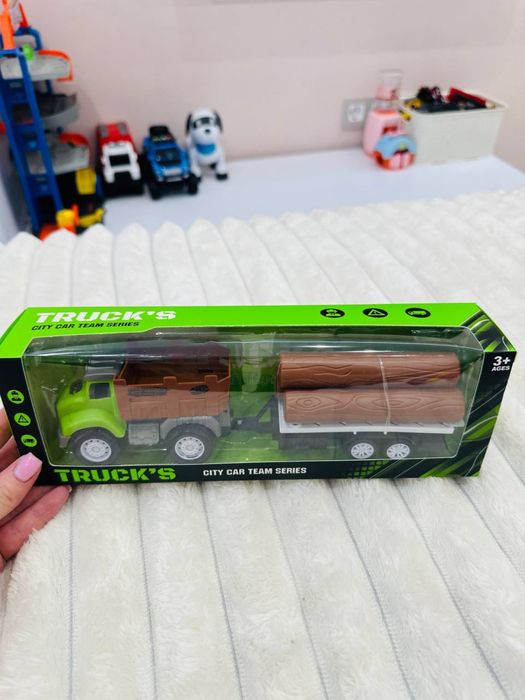 TRUCK'S
CITY CAR TEAM SERIES
3+
AGES
TRUCK'S
CITY CAR TEAM SERIES